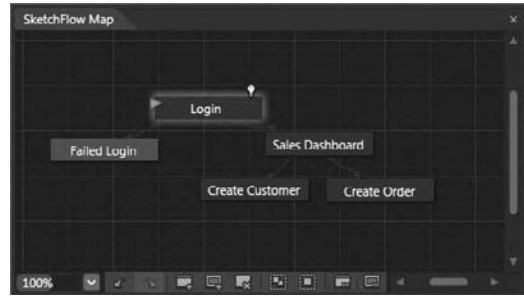 SketchFlow Map
Login
Failed Login
Sales Dashboard
Create Customer
Create Order
100%